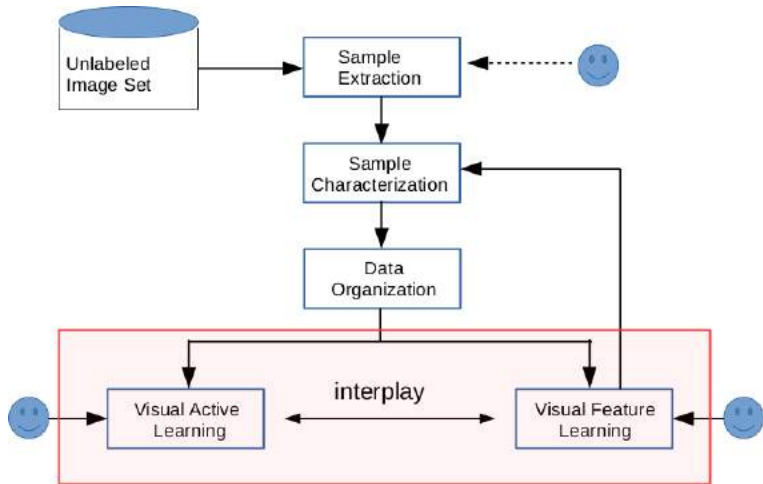 Unlabeled
Image Set
Sample
Extraction
Sample
Characterization
Data
Organization
interplay
Visual Active
Learning
Visual Feature
Learning